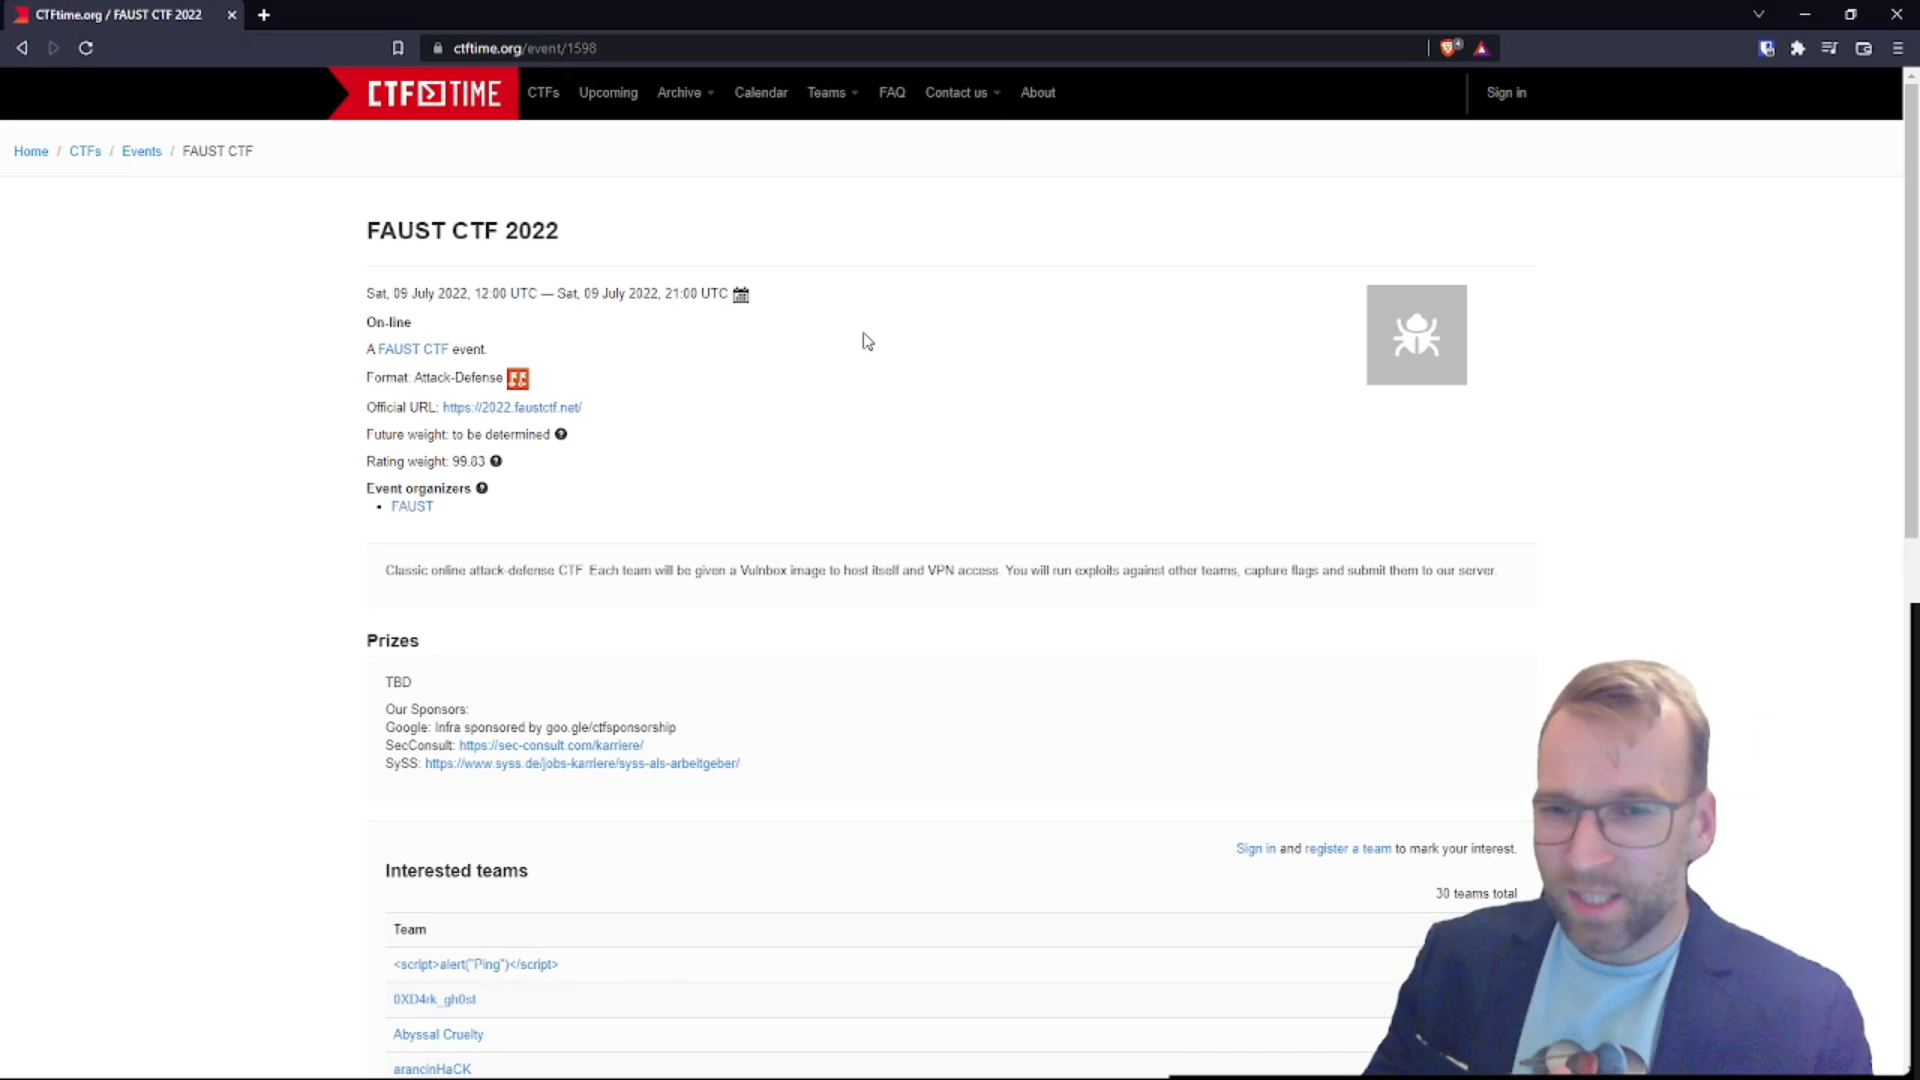 CTFtime.org / FAUST CTF 2022
ctftime.org/event/1598
4
CTF TIME
CTFs Upcoming Archive Calendar Teams FAQ Contact us About Sign in
Home / CTFs / Events / FAUST CTF
FAUST CTF 2022
Sat, 09 July 2022, 12:00 UTC — Sat, 09 July 2022, 21:00 UTC
On-line
A FAUST CTF event.
Format: Attack-Defense
Official URL: https://2022.faustctf.net/
Future weight: to be determined
Rating weight: 99.83
Event organizers
• FAUST
Classic online attack-defense CTF. Each team will be given a Vulnbox image to host itself and VPN access. You will run exploits against other teams, capture flags and submit them to our server.
Prizes
TBD
Our Sponsors:
Google: Infra sponsored by goo.gle/ctfsponsorship
SecConsult: https://sec-consult.com/karriere/
SySS: https://www.syss.de/jobs-karriere/syss-als-arbeitgeber/
Sign in and register a team to mark your interest.
Interested teams
30 teams total
Team
<script>alert("Ping")</script>
0XD4rk_gh0st
Abyssal Cruelty
arancinHaCK